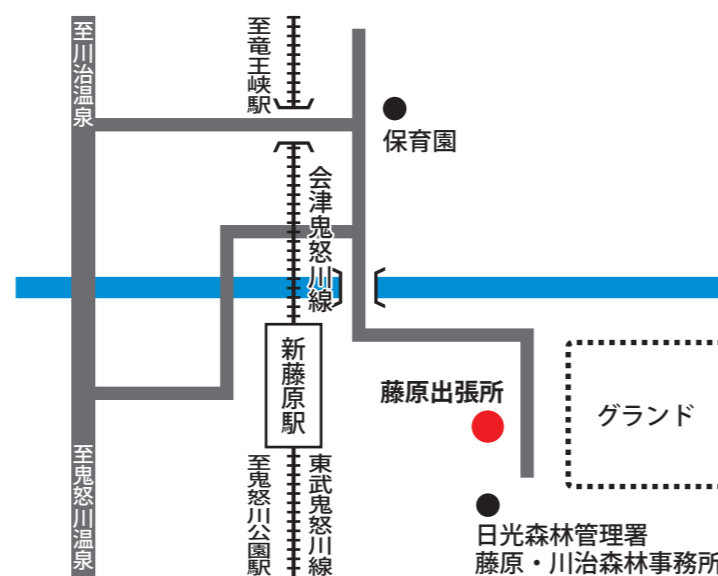 至川治温泉
至竜王峡駅
保育園
会津鬼怒川線
新藤原駅
藤原出張所
グランド
至鬼怒川温泉
至鬼怒川公園駅
東武鬼怒川線
日光森林管理署
藤原・川治森林事務所